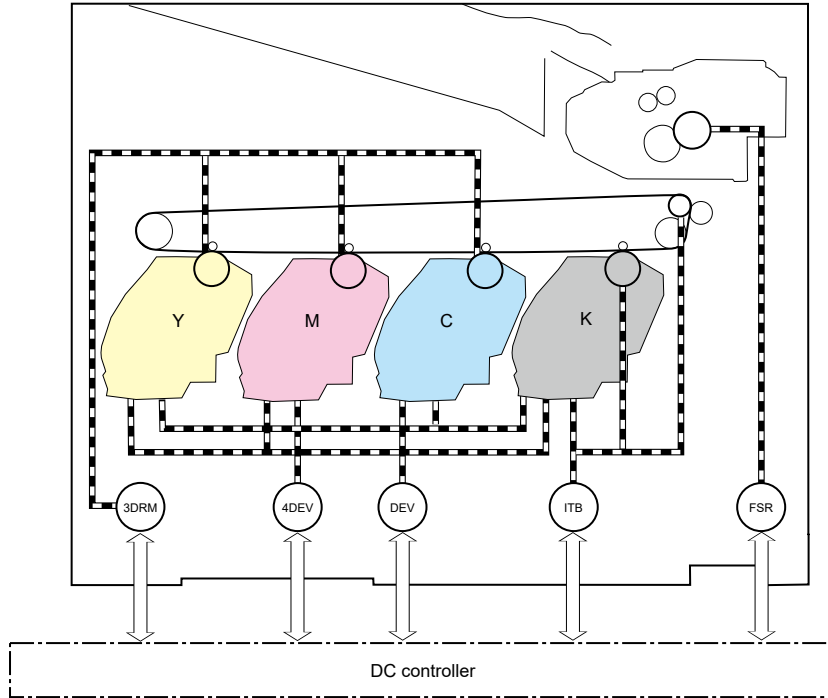 Y
M
C
K
3DRM
4DEV
DEV
ITB
FSR
DC controller